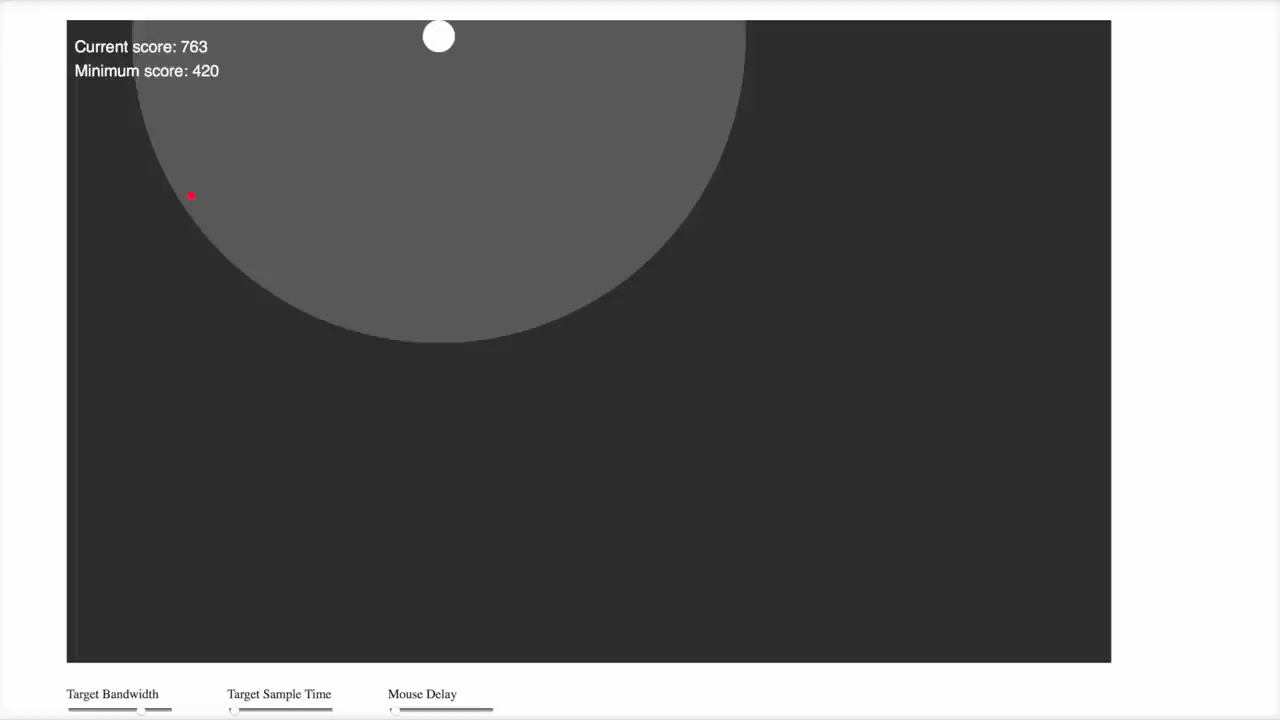 Current score: 763
Minimum score: 420
Target Bandwidth
Target Sample Time
Mouse Delay